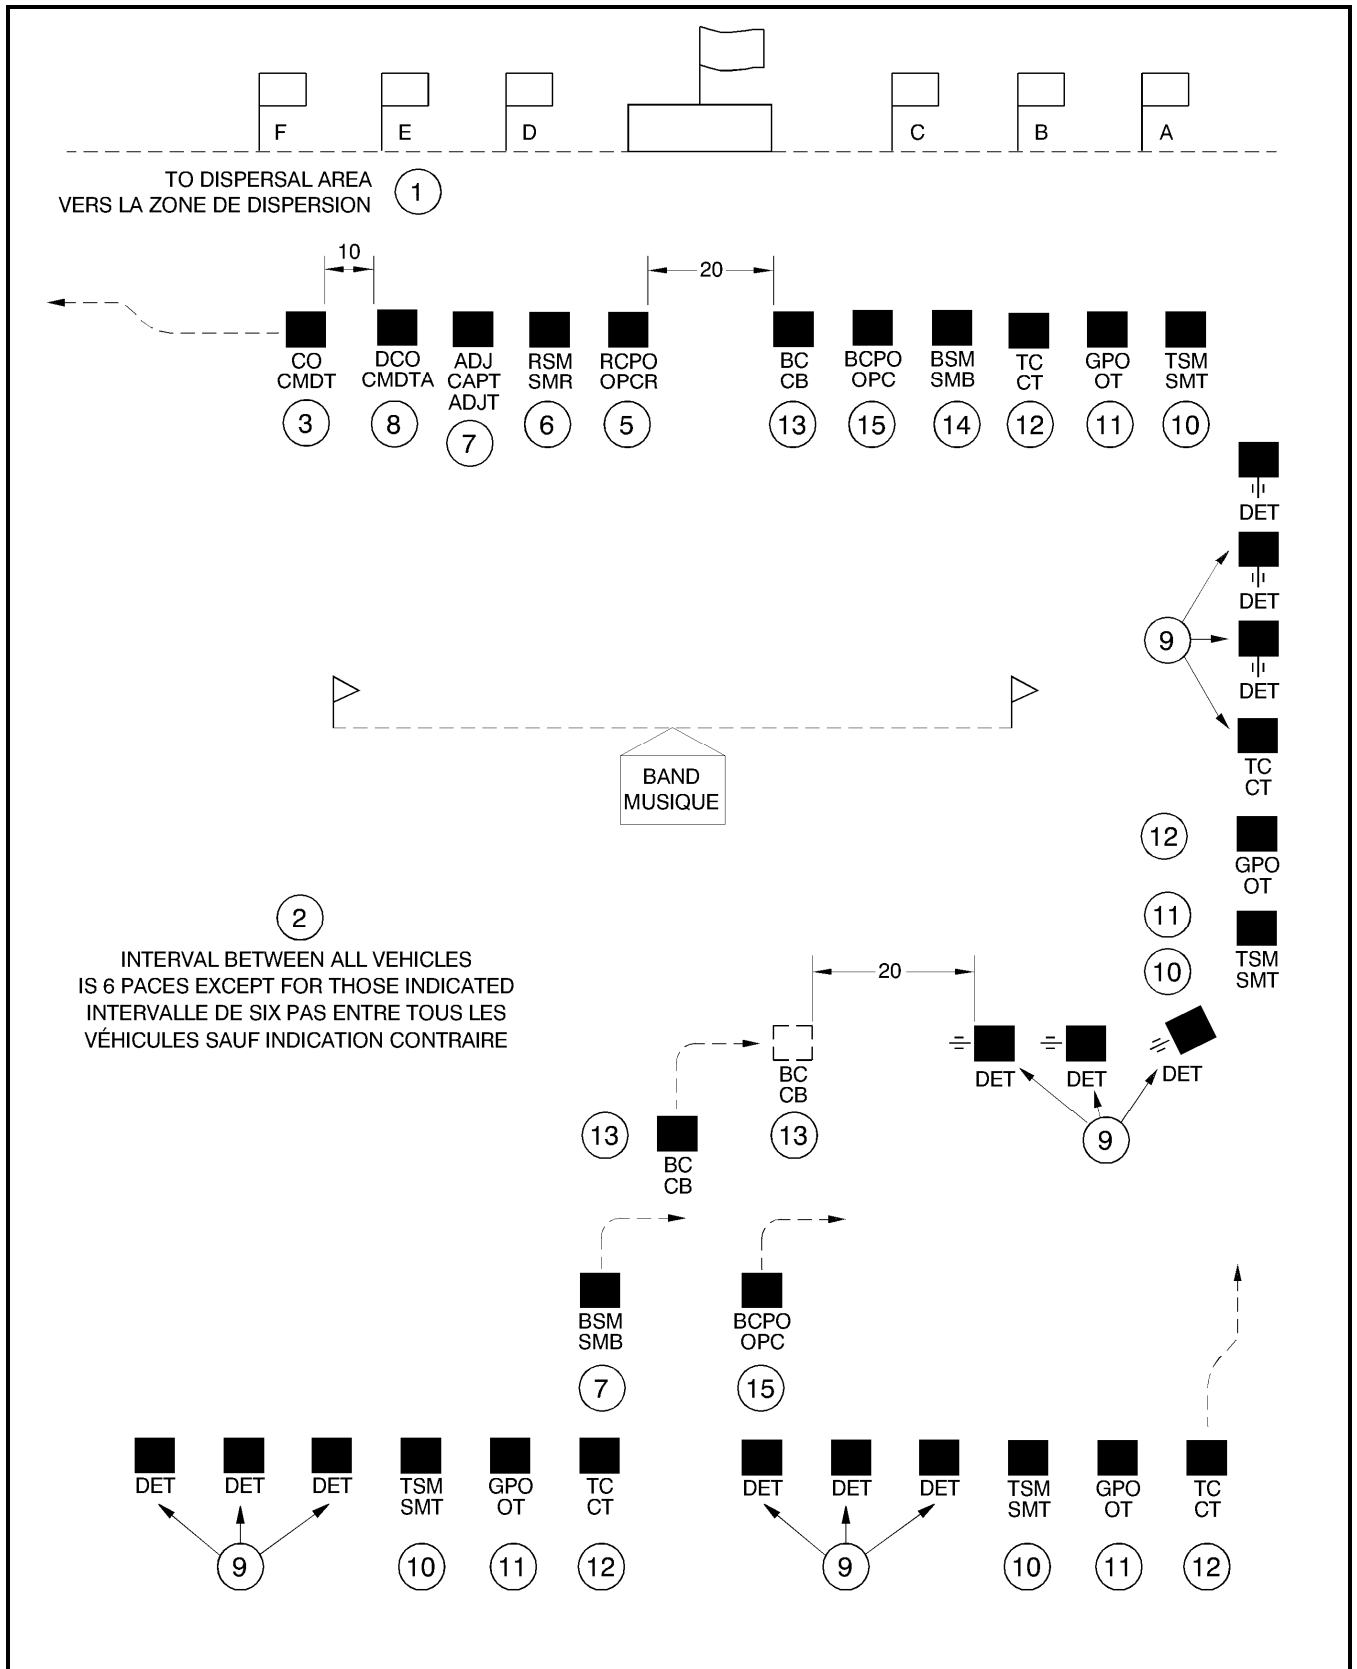 F E D C B A
TO DISPERSAL AREA
VERS LA ZONE DE DISPERSION
1
10
20
CO
CMDT
3
DCO
CMDTA
8
ADJ
CAPT
ADJT
7
RSM
SMR
6
RCPO
OPCR
5
BC
CB
13
BCPO
OPC
15
BSM
SMB
14
TC
CT
12
GPO
OT
11
TSM
SMT
10
DET
DET
DET
9
TC
CT
BAND
MUSIQUE
12
GPO
OT
11
10
TSM
SMT
2
INTERVAL BETWEEN ALL VEHICLES
IS 6 PACES EXCEPT FOR THOSE INDICATED
INTERVALLE DE SIX PAS ENTRE TOUS LES
VÉHICULES SAUF INDICATION CONTRAIRE
20
BC
CB
13
DET
DET
DET
9
13
BC
CB
BSM
SMB
7
BCPO
OPC
15
DET
DET
DET
9
TSM
SMT
10
GPO
OT
11
TC
CT
12
DET
DET
DET
9
TSM
SMT
10
GPO
OT
11
TC
CT
12